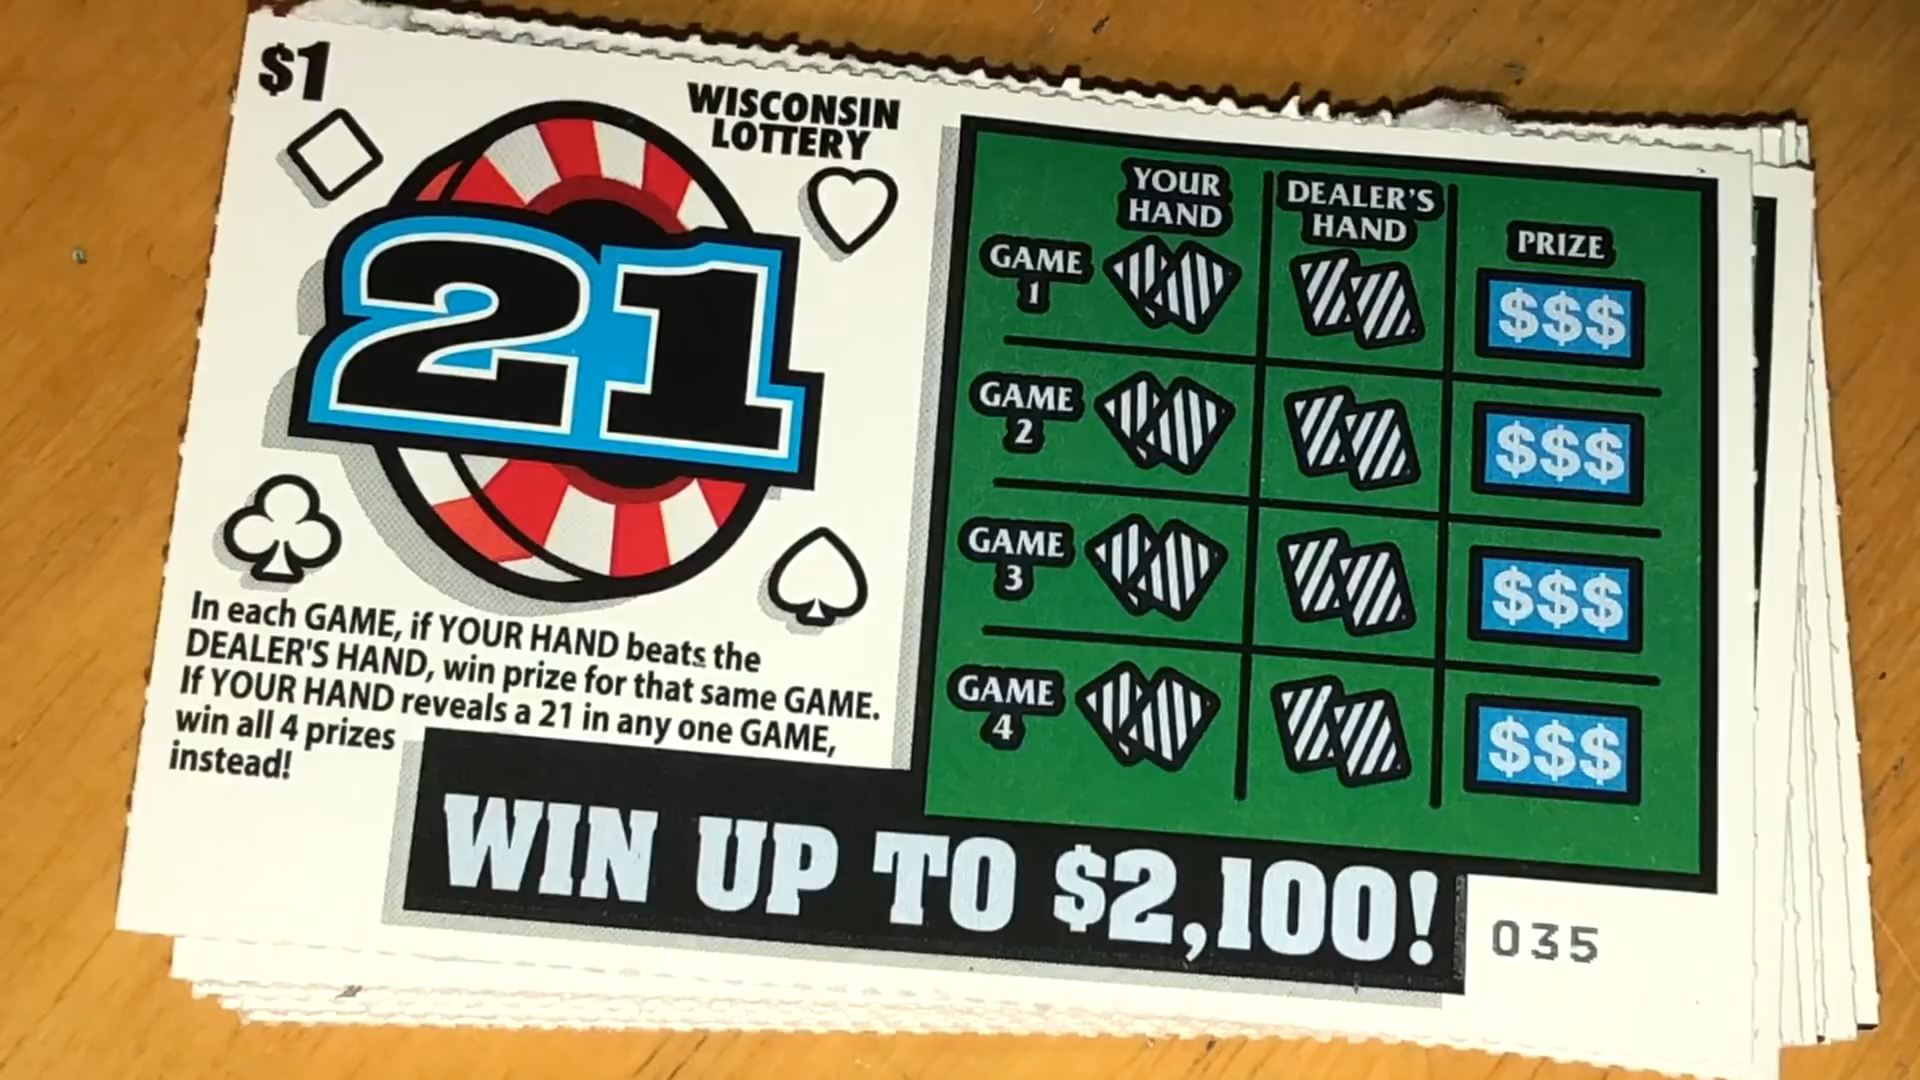 $1
WISCONSIN
LOTTERY
21
In each GAME, if YOUR HAND beats the
DEALER'S HAND, win prize for that same GAME.
If YOUR HAND reveals a 21 in any one GAME,
win all 4 prizes
instead!
YOUR
HAND
DEALER'S
HAND
PRIZE
GAME
1
$$$
GAME
2
$$$
GAME
3
$$$
GAME
4
$$$
WIN UP TO $2,100!
035